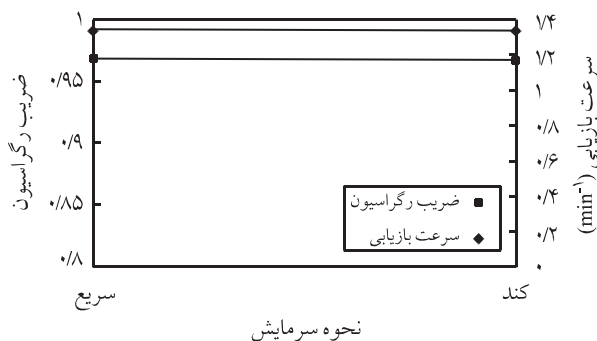 ضریب رگراسیون
۱
۰/۹۵
۰/۹
۰/۸۵
۰/۸
۱/۴
۱/۲
۱
۰/۸
۰/۶
۰/۴
۰/۲
۰
سرعت بازیابی (min-1)
ضریب رگراسیون
سرعت بازیابی
سریع
کند
نحوه سرمایش